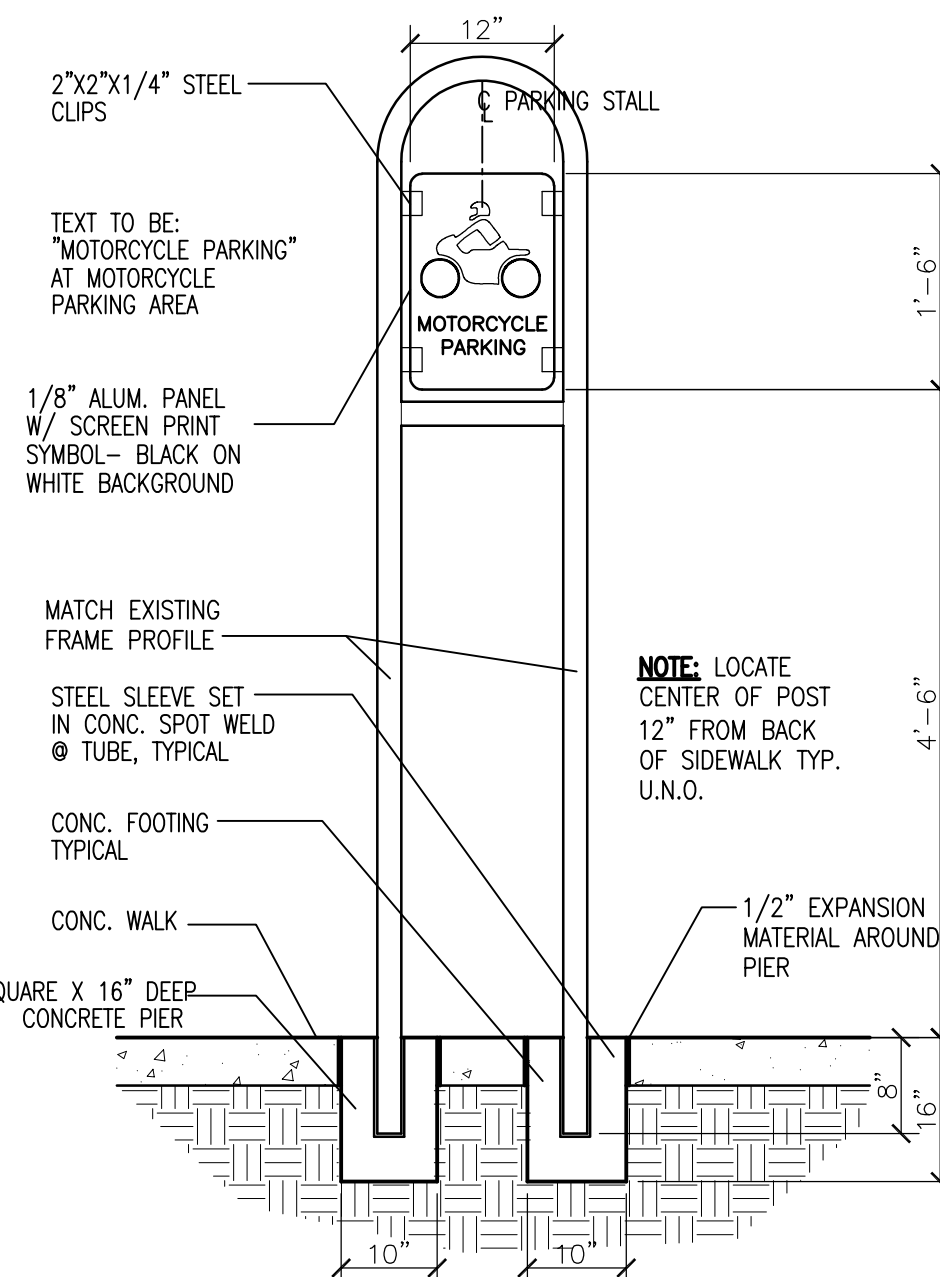 12"
2"X2"X1/4" STEEL
CLIPS
℄ PARKING STALL
TEXT TO BE:
"MOTORCYCLE PARKING"
AT MOTORCYCLE
PARKING AREA
1'-6"
MOTORCYCLE
PARKING
1/8" ALUM. PANEL
W/ SCREEN PRINT
SYMBOL- BLACK ON
WHITE BACKGROUND
MATCH EXISTING
FRAME PROFILE
NOTE: LOCATE
CENTER OF POST
12" FROM BACK
OF SIDEWALK TYP.
U.N.O.
4'-6"
STEEL SLEEVE SET
IN CONC. SPOT WELD
@ TUBE, TYPICAL
CONC. FOOTING
TYPICAL
CONC. WALK
1/2" EXPANSION
MATERIAL AROUND
PIER
QUARE X 16" DEEP
CONCRETE PIER
8"
16"
10"
10"